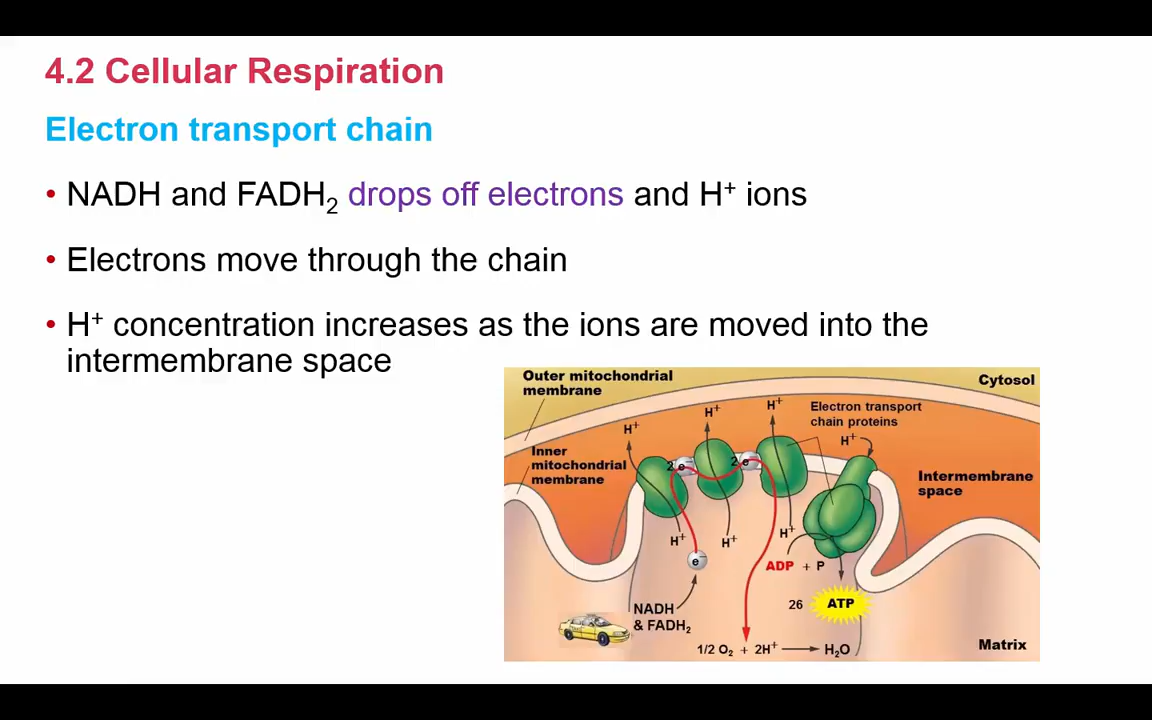 4.2 Cellular Respiration
Electron transport chain
• NADH and FADH₂ drops off electrons and H⁺ ions
• Electrons move through the chain
• H⁺ concentration increases as the ions are moved into the
intermembrane space
Outer mitochondrial
membrane
Cytosol
H⁺
H⁺
H⁺
Electron transport
chain proteins
H⁺
Inner
mitochondrial
membrane
2 e⁻
2 e⁻
Intermembrane
space
H⁺
H⁺
H⁺
e⁻
ADP + P
26 ATP
NADH
& FADH₂
1/2 O₂ + 2H⁺ → H₂O
Matrix